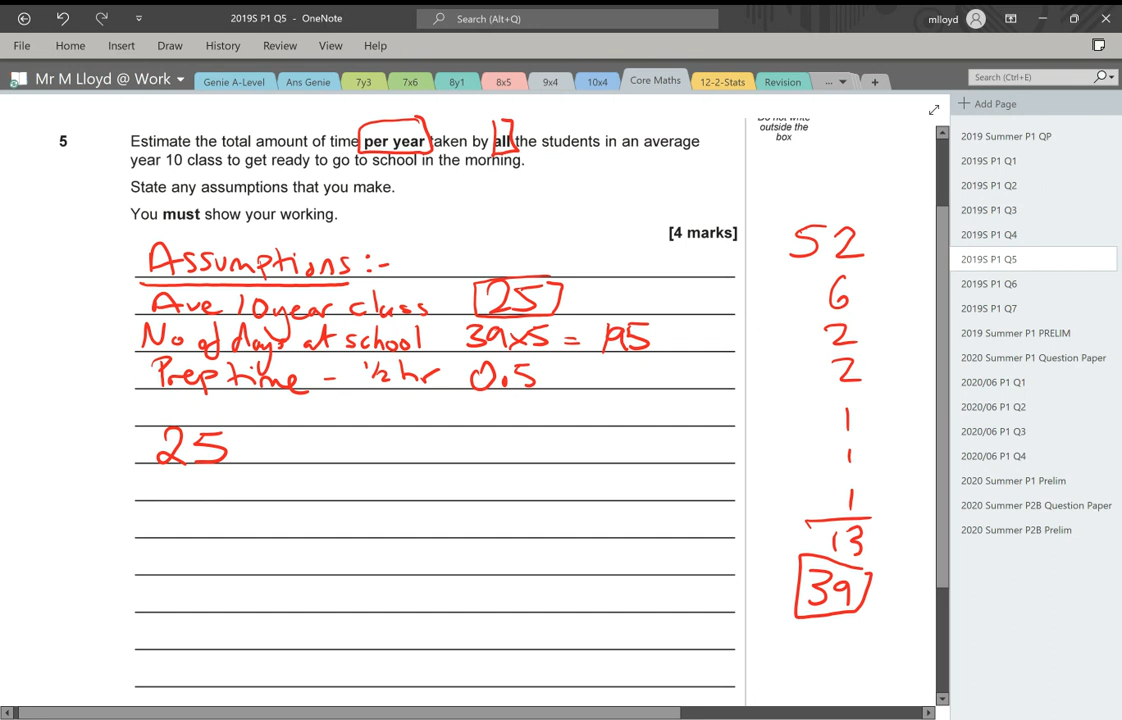 2019S P1 Q5 - OneNote
Search (Alt+Q)
mlloyd
File Home Insert Draw History Review View Help
Mr M Lloyd @ Work
Genie A-Level Ans Genie 7y3 7x6 8y1 8x5 9x4 10x4 Core Maths 12-2-Stats Revision ... +
Search (Ctrl+E)
Add Page
2019 Summer P1 QP
2019S P1 Q1
2019S P1 Q2
2019S P1 Q3
2019S P1 Q4
2019S P1 Q5
2019S P1 Q6
2019S P1 Q7
2019 Summer P1 PRELIM
2020 Summer P1 Question Paper
2020/06 P1 Q1
2020/06 P1 Q2
2020/06 P1 Q3
2020/06 P1 Q4
2020 Summer P1 Prelim
2020 Summer P2B Question Paper
2020 Summer P2B Prelim
Do not write
outside the
box
5 Estimate the total amount of time per year taken by all the students in an average
year 10 class to get ready to go to school in the morning.
State any assumptions that you make.
You must show your working.
[4 marks]
Assumptions :-
Ave 10 year class 25
No of days at school 39x5 = 195
Prep time - ½ hr 0.5
25
52
6
2
2
1
1
1
13
39